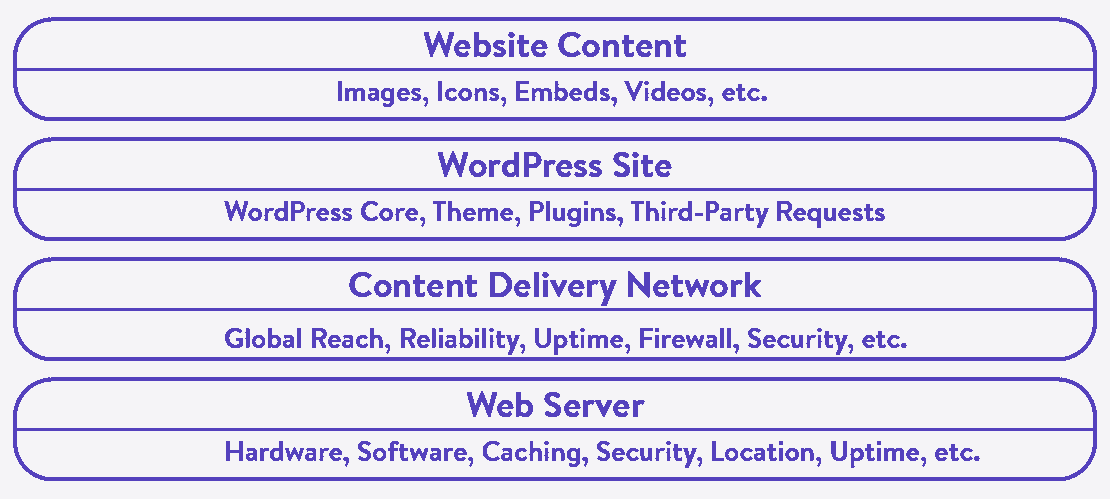 Website Content
Images, Icons, Embeds, Videos, etc.
WordPress Site
WordPress Core, Theme, Plugins, Third-Party Requests
Content Delivery Network
Global Reach, Reliability, Uptime, Firewall, Security, etc.
Web Server
Hardware, Software, Caching, Security, Location, Uptime, etc.